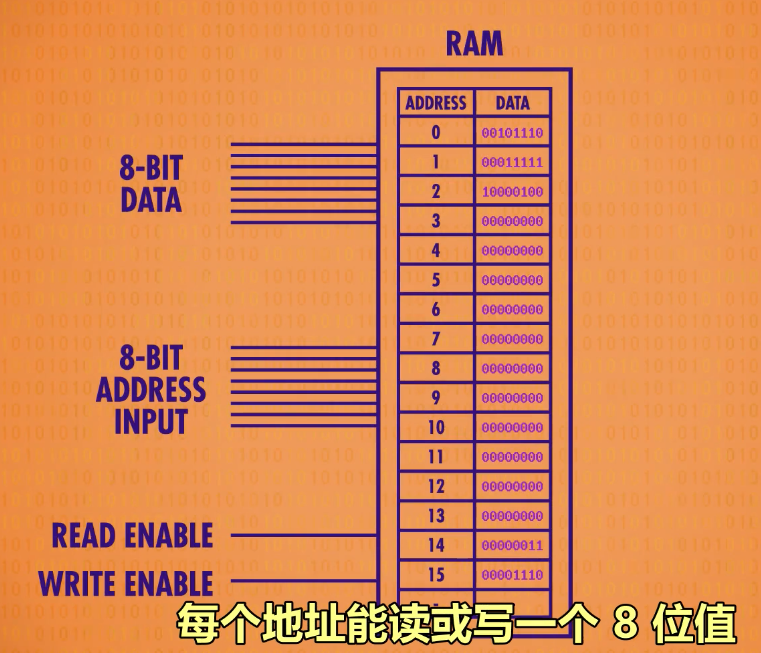 RAM
ADDRESS DATA
0 00101110
1 00011111
2 10000100
3 00000000
4 00000000
5 00000000
6 00000000
7 00000000
8 00000000
9 00000000
10 00000000
11 00000000
12 00000000
13 00000000
14 00000011
15 00001110
8-BIT
DATA
8-BIT
ADDRESS
INPUT
READ ENABLE
WRITE ENABLE
每个地址能读或写一个 8 位值